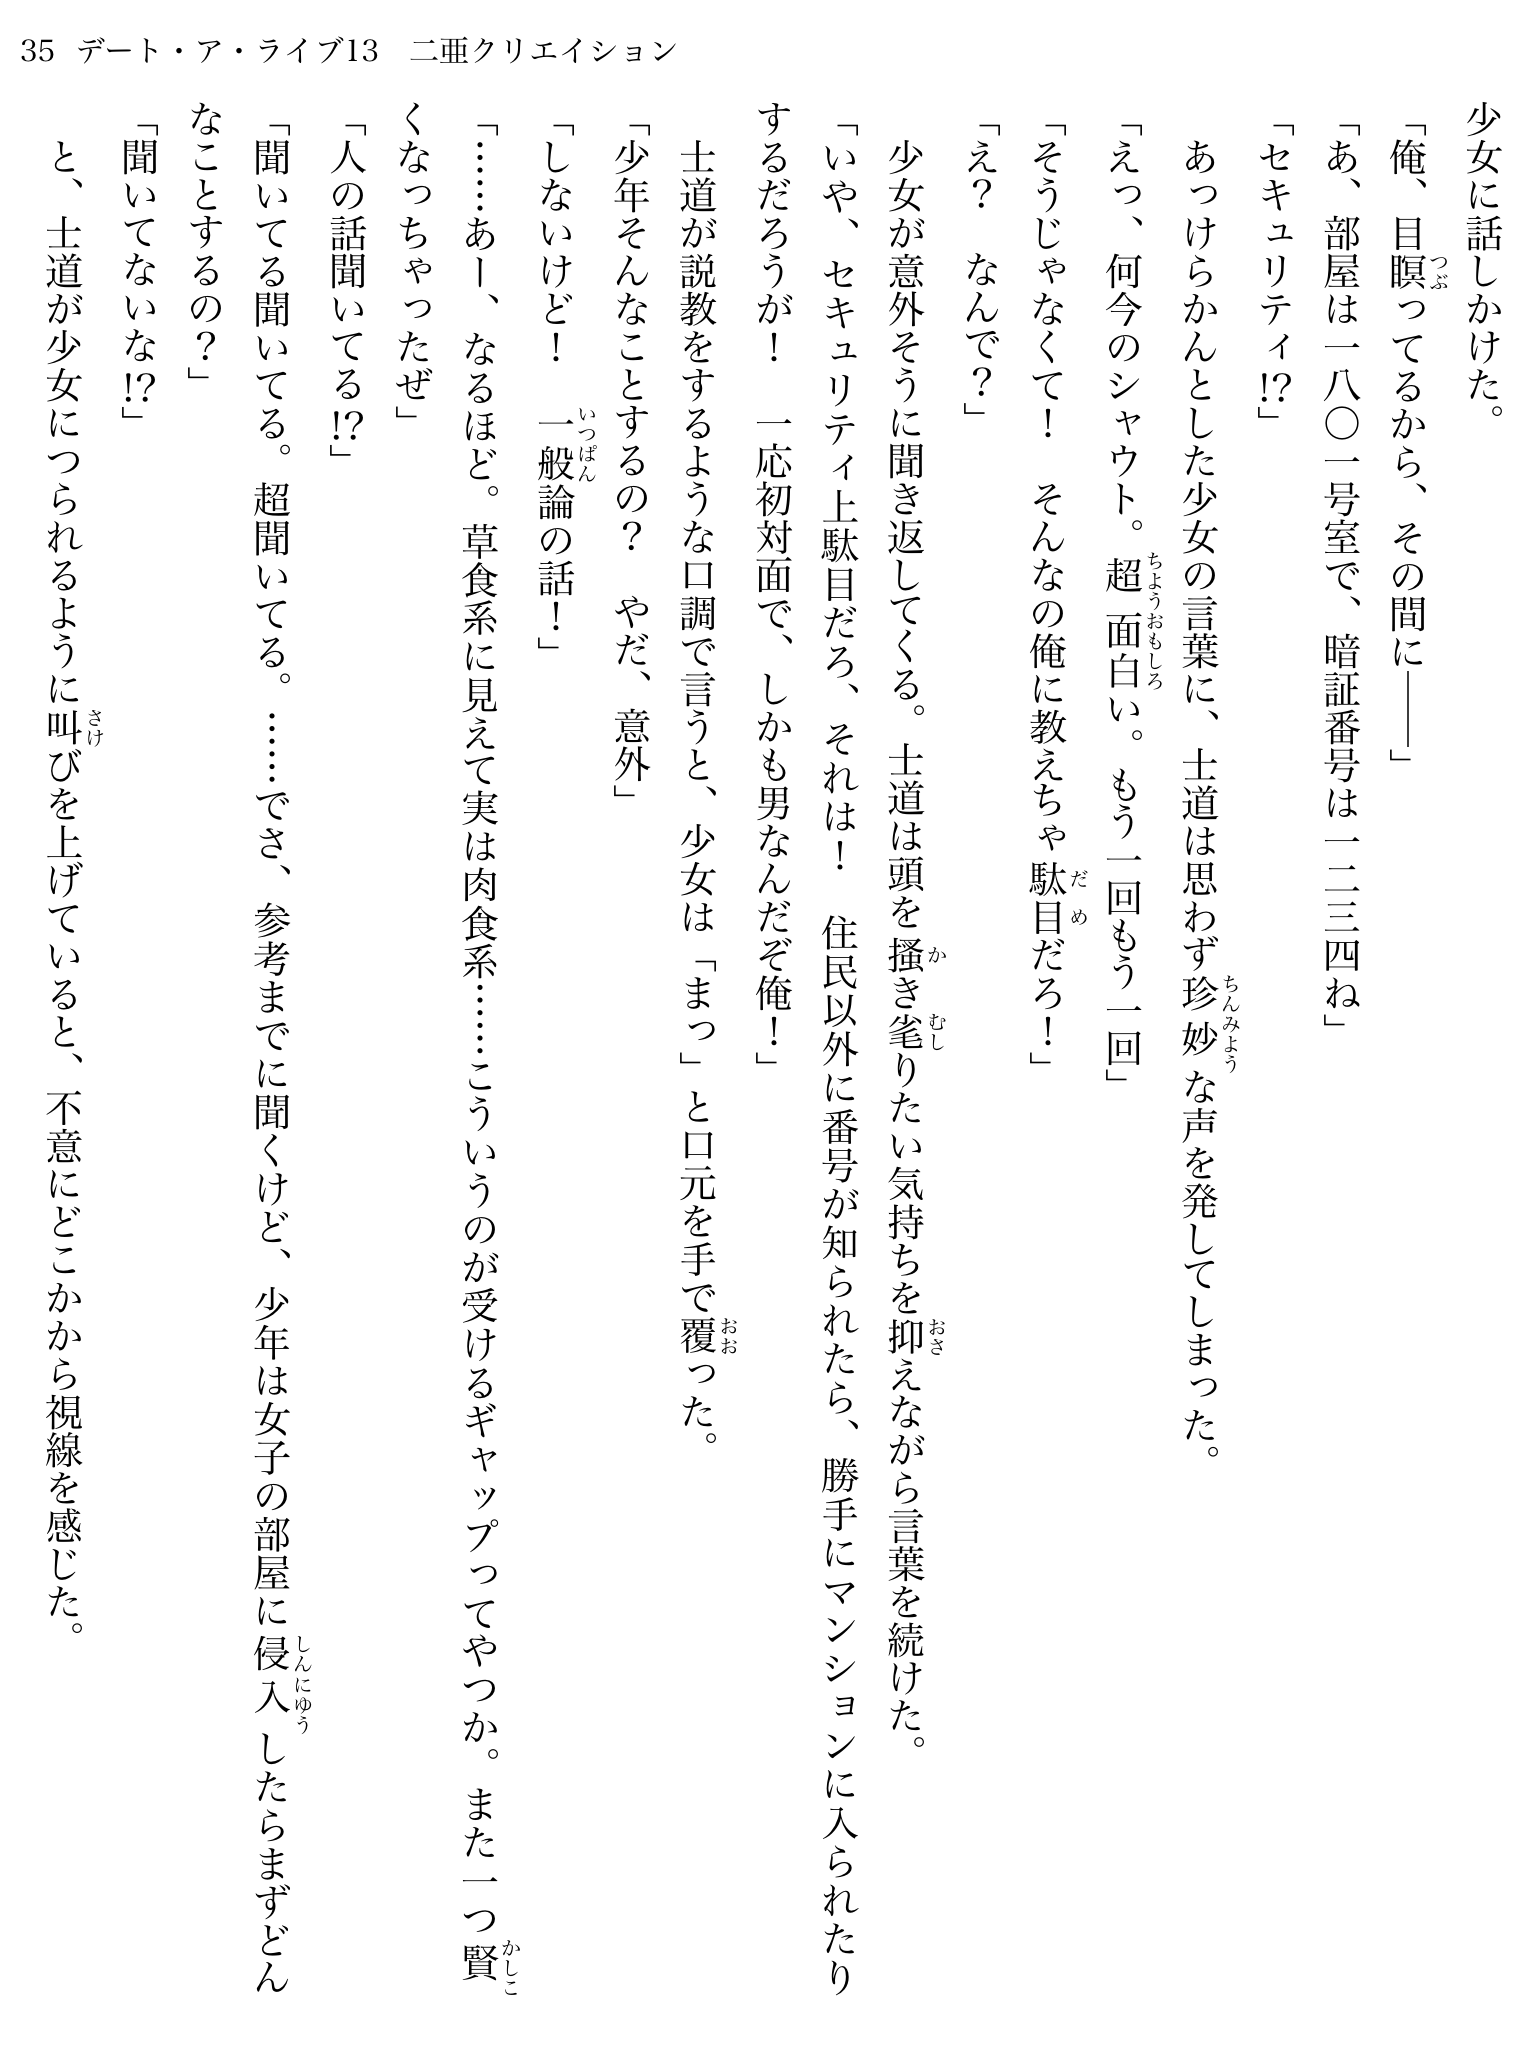 35 デート・ア・ライブ13　二亜クリエイション
少女に話しかけた。
「俺、目瞑ってるから、その間に――」
「あ、部屋は一八〇一号室で、暗証番号は一二三四ね」
「セキュリティ!?」
　あっけらかんとした少女の言葉に、士道は思わず珍妙な声を発してしまった。
「えっ、何今のシャウト。超面白い。もう一回もう一回」
「そうじゃなくて！　そんなの俺に教えちゃ駄目だろ！」
「え？　なんで？」
　少女が意外そうに聞き返してくる。士道は頭を掻き毟りたい気持ちを抑えながら言葉を続けた。
「いや、セキュリティ上駄目だろ、それは！　住民以外に番号が知られたら、勝手にマンションに入られたり
するだろうが！　一応初対面で、しかも男なんだぞ俺！」
　士道が説教をするような口調で言うと、少女は「まっ」と口元を手で覆った。
「少年そんなことするの？　やだ、意外」
「しないけど！　一般論の話！」
「……あー、なるほど。草食系に見えて実は肉食系……こういうのが受けるギャップってやつか。また一つ賢
くなっちゃったぜ」
「人の話聞いてる!?」
「聞いてる聞いてる。超聞いてる。……でさ、参考までに聞くけど、少年は女子の部屋に侵入したらまずどん
なことするの？」
「聞いてないな!?」
　と、士道が少女につられるように叫びを上げていると、不意にどこかから視線を感じた。